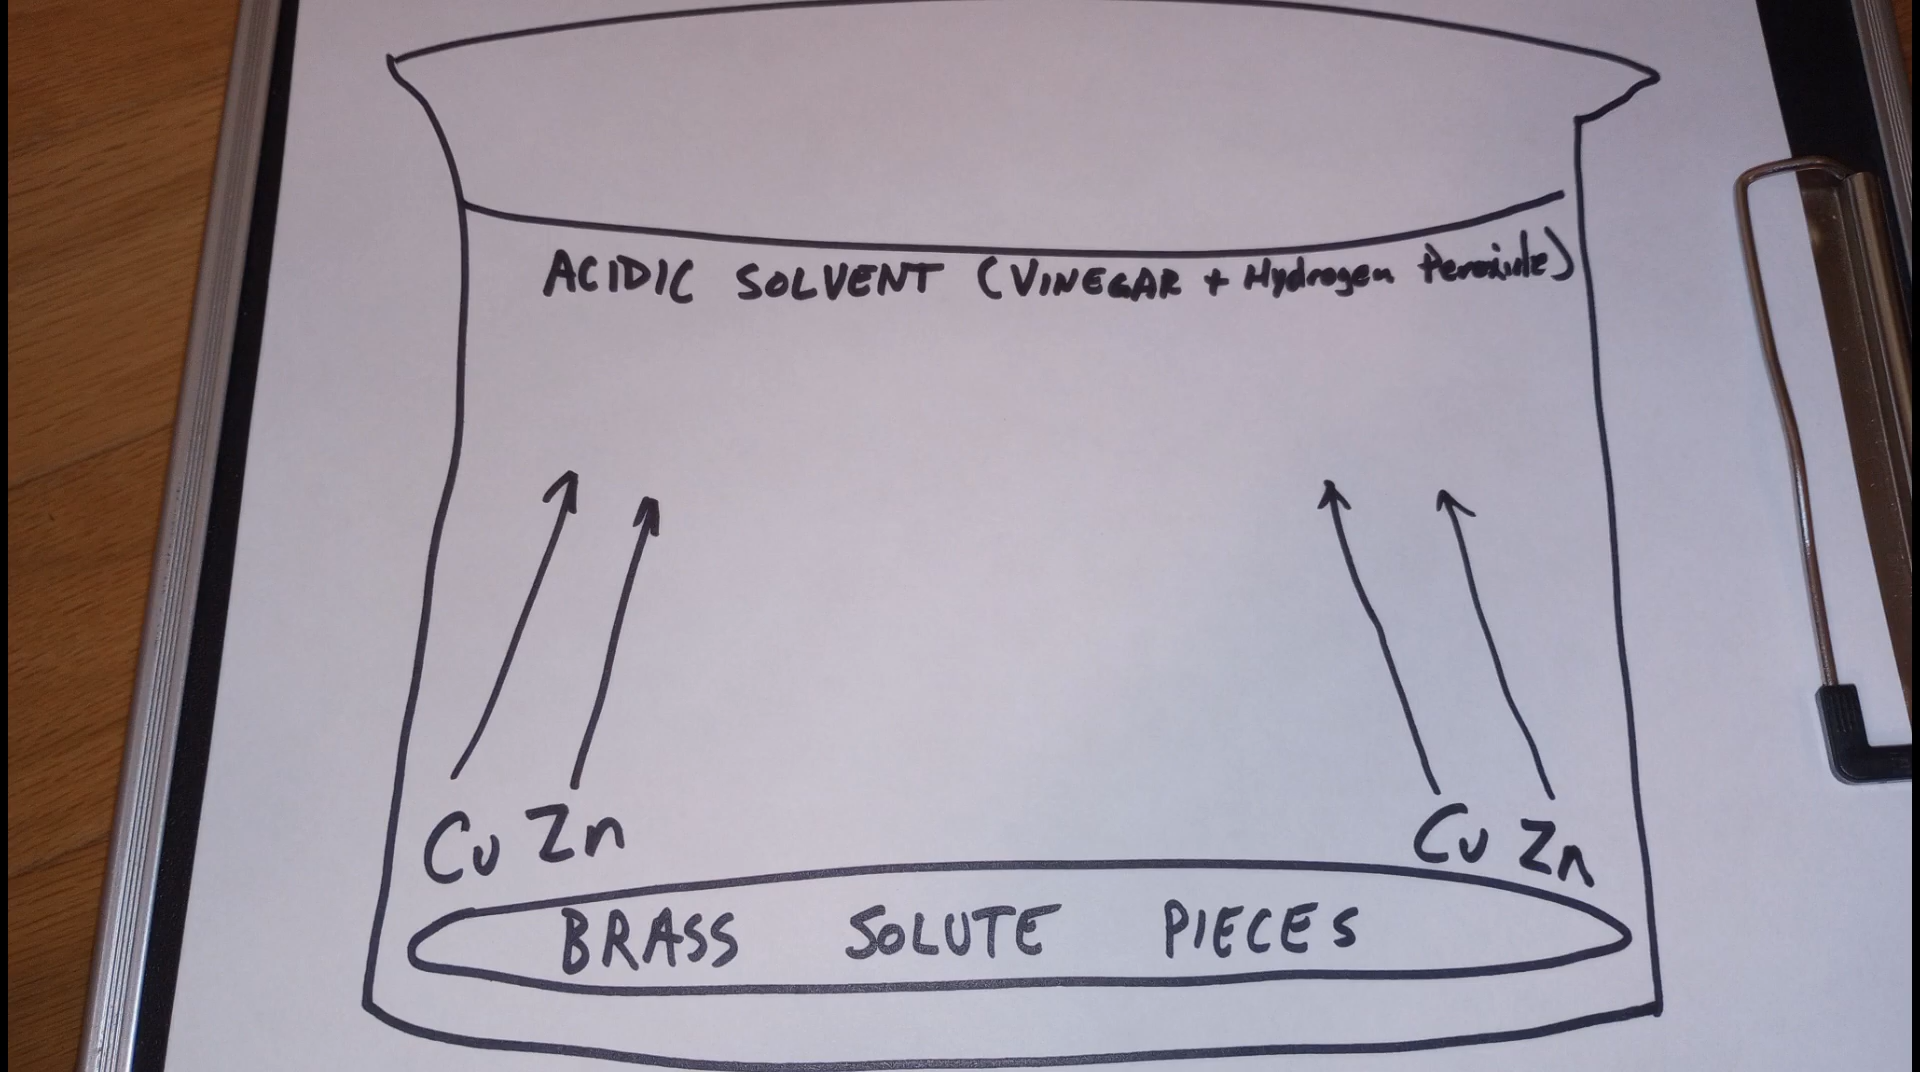 ACIDIC SOLVENT (VINEGAR + Hydrogen Peroxide)
Cu Zn
Cu Zn
BRASS SOLUTE PIECES